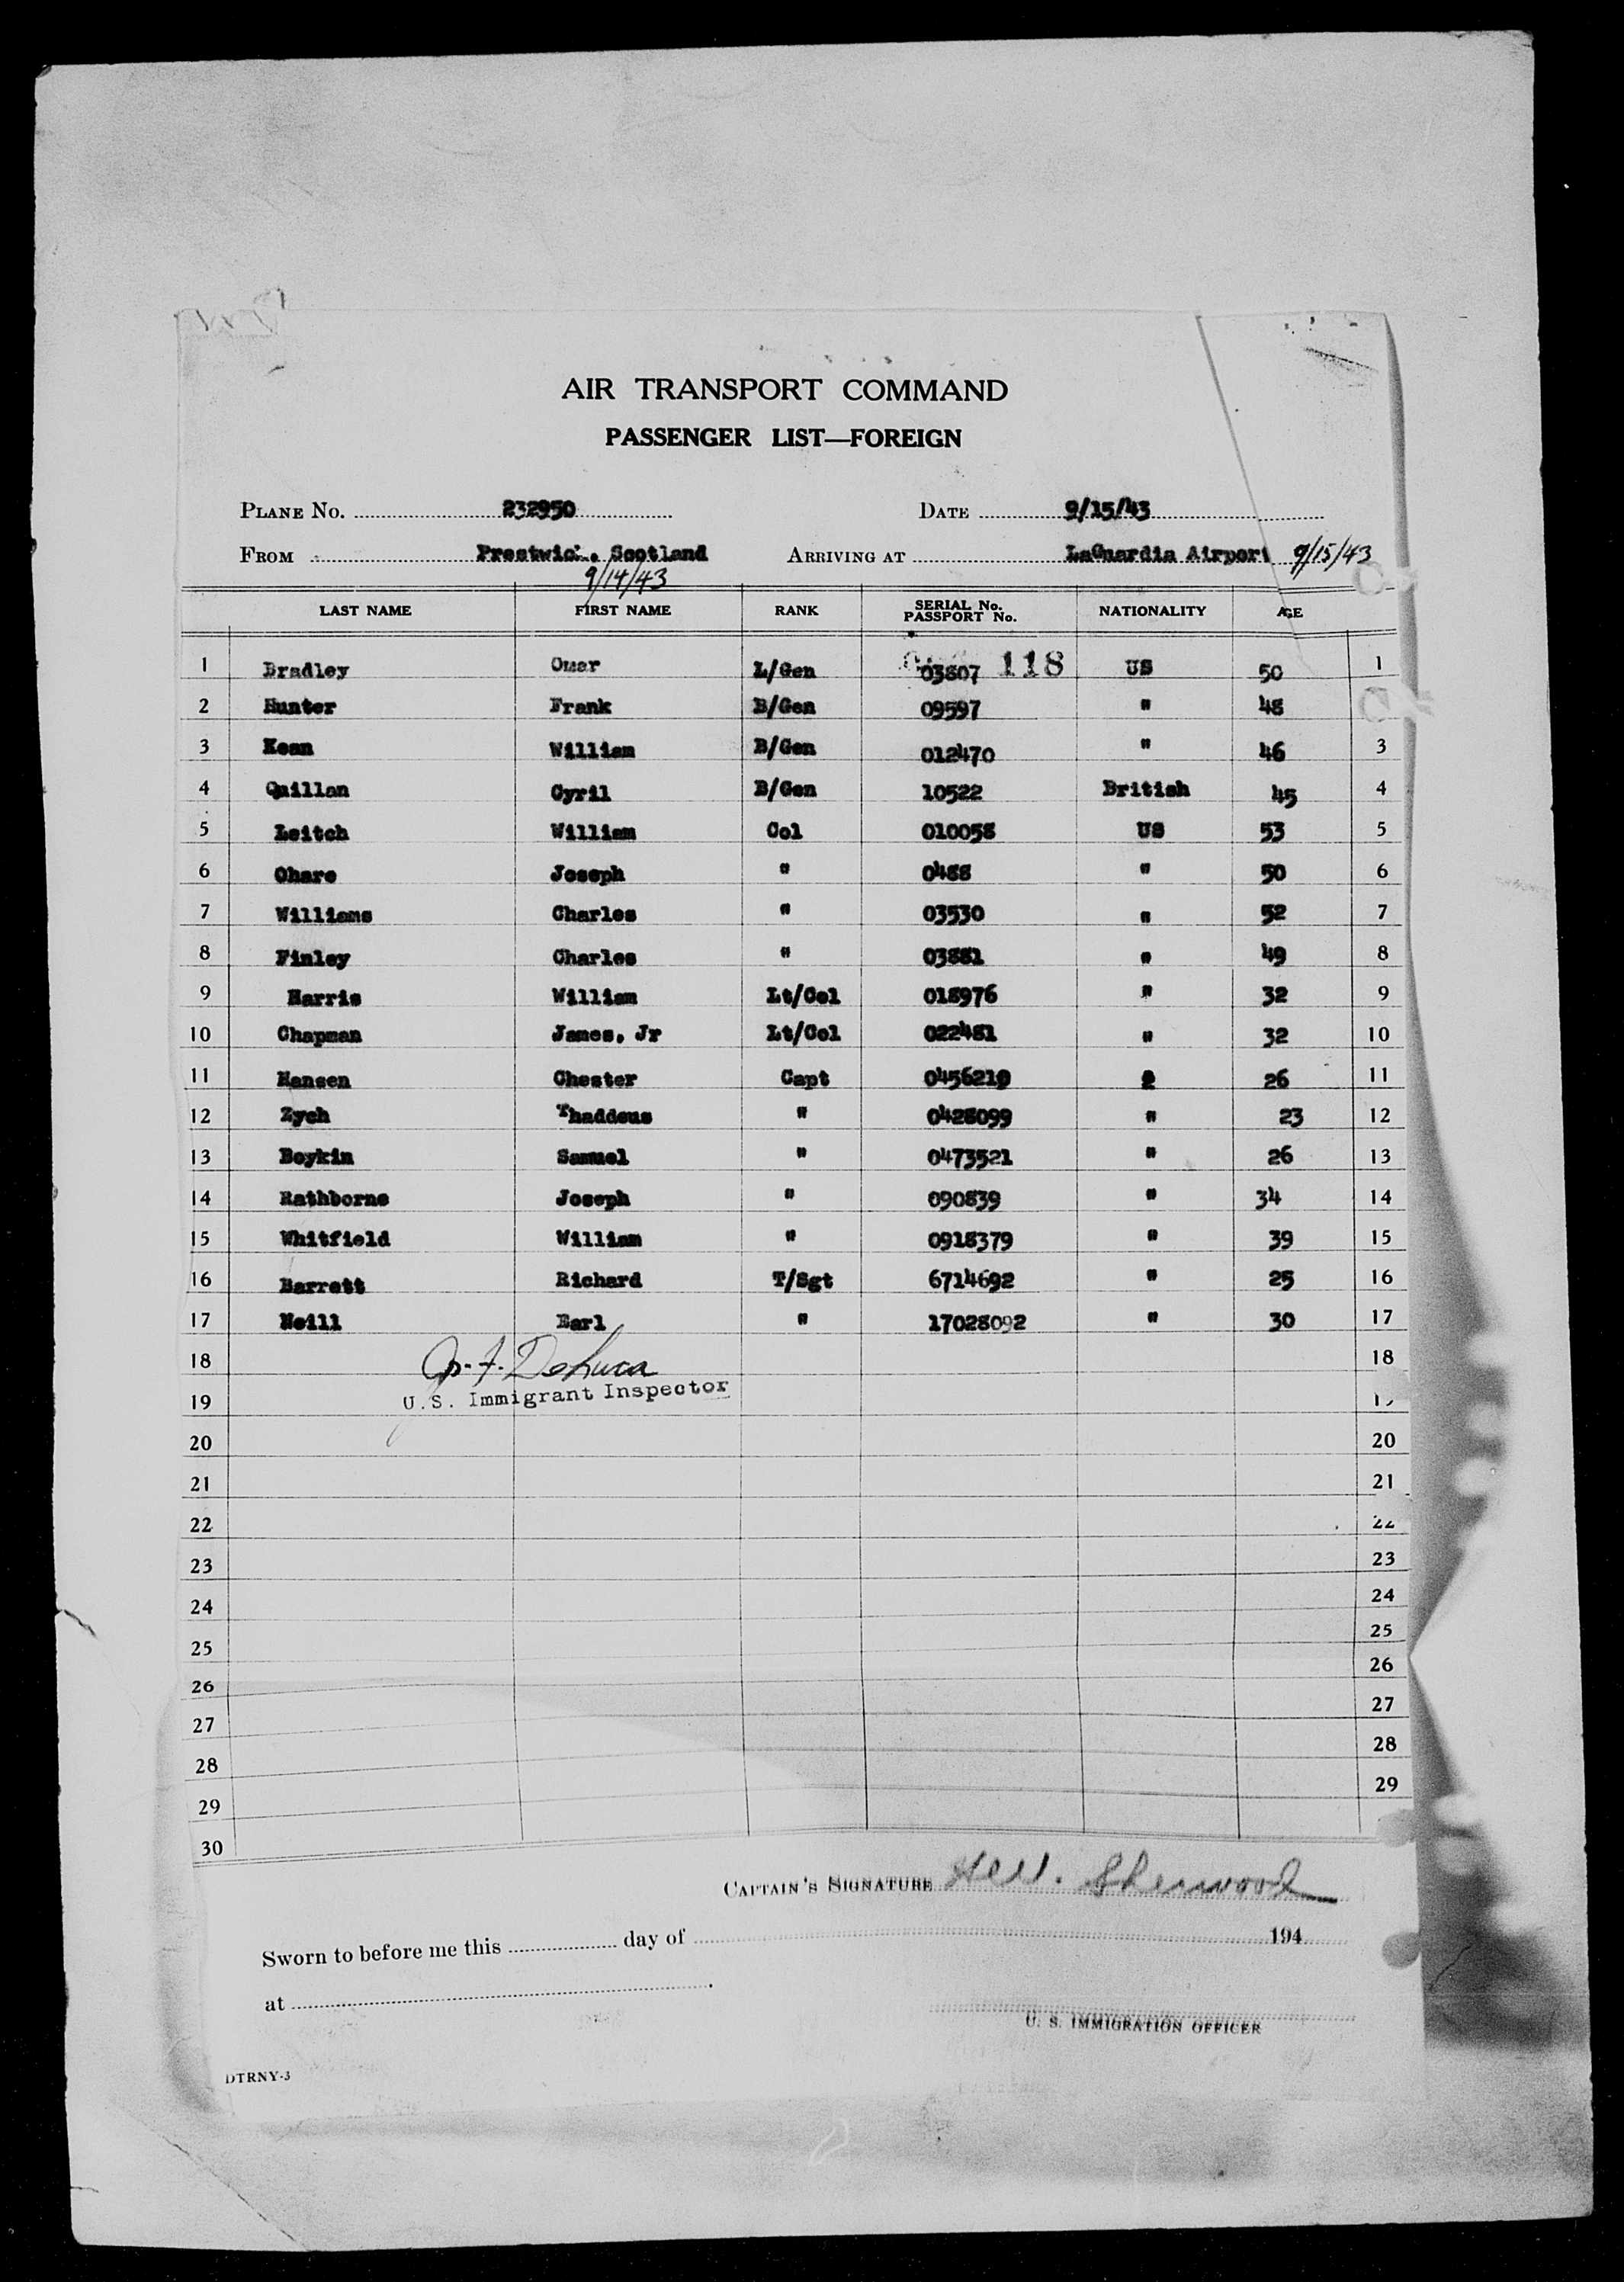 AIR TRANSPORT COMMAND
PASSENGER LIST—FOREIGN
PLANE No. 232950 DATE 9/15/43
FROM Prestwick, Scotland ARRIVING AT LaGuardia Airport 9/15/43
9/14/43
LAST NAME FIRST NAME RANK SERIAL No. PASSPORT No. NATIONALITY AGE
1 Bradley Omar L/Gen 03807 118 US 50 1
2 Hunter Frank B/Gen 09597 " 48
3 Kean William B/Gen 012470 " 46 3
4 Quillan Cyril B/Gen 10522 British 45 4
5 Leitch William Col 010058 US 53 5
6 Ohare Joseph " 0488 " 50 6
7 Williams Charles " 03530 " 52 7
8 Finley Charles " 03881 " 49 8
9 Harris William Lt/Col 018976 " 32 9
10 Chapman James, Jr Lt/Col 022481 " 32 10
11 Hansen Chester Capt 0456219 26 11
12 Zych Thaddeus " 0428099 " 23 12
13 Boykin Samuel " 0473521 " 26 13
14 Rathborne Joseph " 090839 " 34 14
15 Whitfield William " 0918379 " 39 15
16 Barrett Richard T/Sgt 6714692 " 25 16
17 Neill Earl " 17028092 " 30 17
18 DeLuca 18
19 U.S. Immigrant Inspector
20 20
21 21
22 22
23 23
24 24
25 25
26 26
27 27
28 28
29 29
30
CAPTAIN'S SIGNATURE Sherwood
Sworn to before me this day of 194
at
U. S. IMMIGRATION OFFICER
DTRNY-3